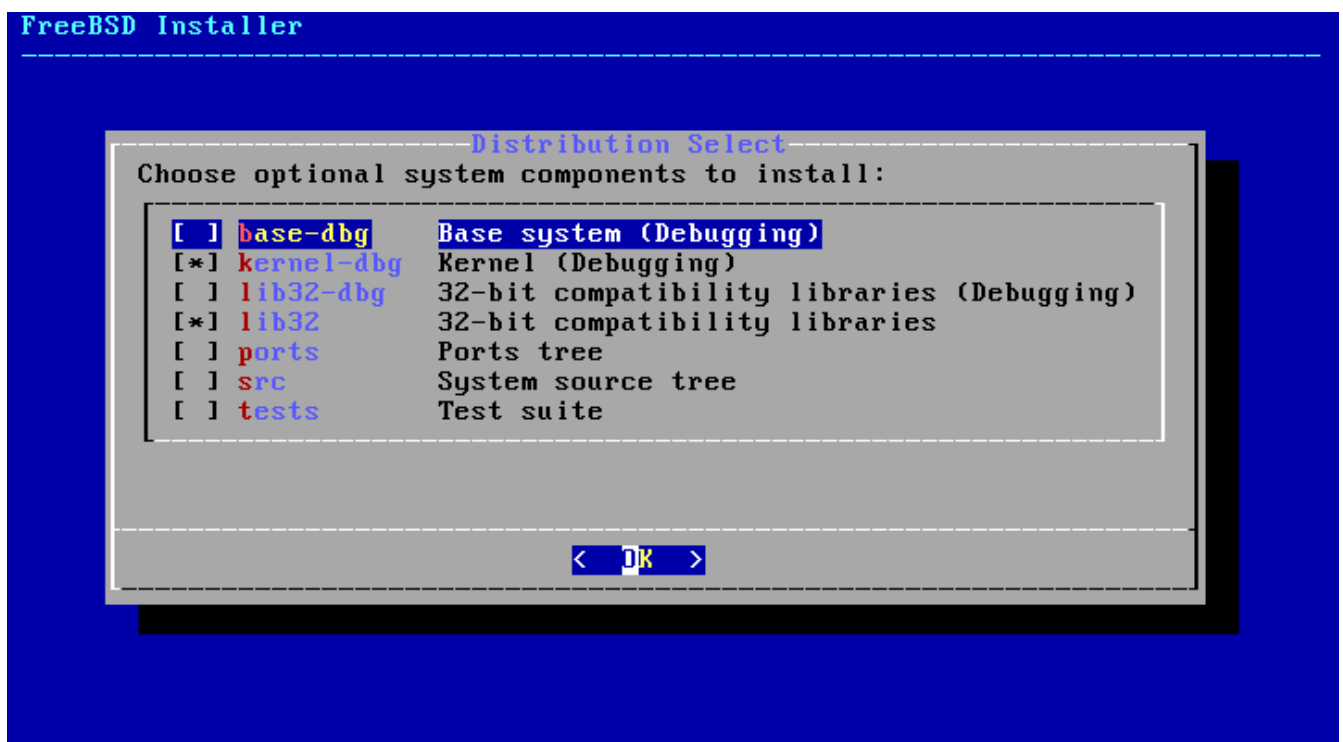 FreeBSD Installer
Distribution Select
Choose optional system components to install:
[ ] base-dbg Base system (Debugging)
[*] kernel-dbg Kernel (Debugging)
[ ] lib32-dbg 32-bit compatibility libraries (Debugging)
[*] lib32 32-bit compatibility libraries
[ ] ports Ports tree
[ ] src System source tree
[ ] tests Test suite
< OK >